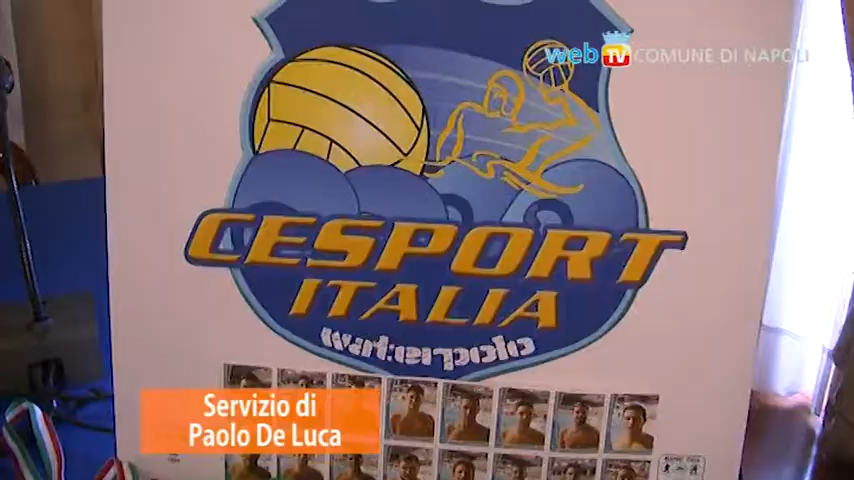 web TV COMUNE DI NAPOLI
CESPORT
ITALIA
waterpolo
Servizio di
Paolo De Luca